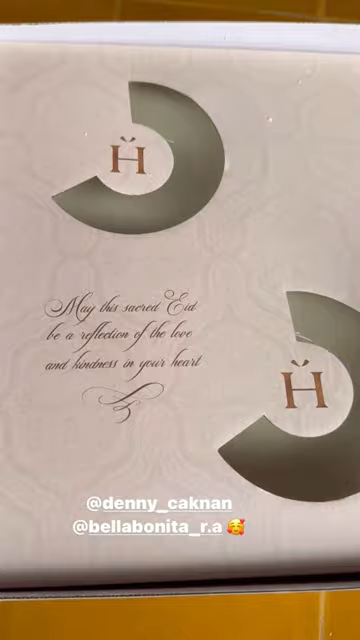 Ȟ
May this sacred Eid
be a reflection of the love
and kindness in your heart
Ȟ
@denny_caknan
@bellabonita_r.a 🥰